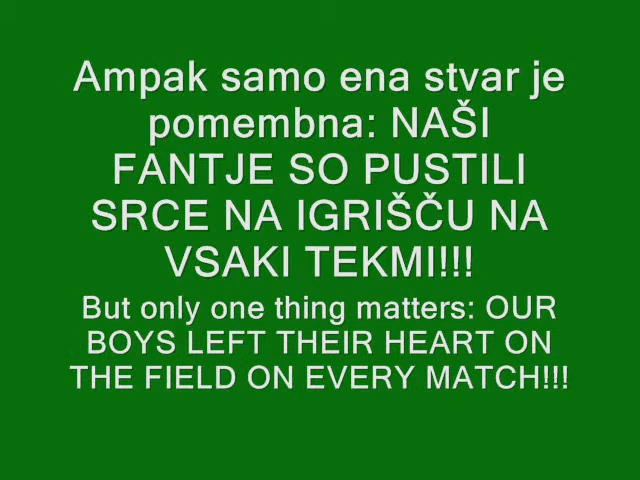 Ampak samo ena stvar je
pomembna: NAŠI
FANTJE SO PUSTILI
SRCE NA IGRIŠČU NA
VSAKI TEKMI!!!
But only one thing matters: OUR
BOYS LEFT THEIR HEART ON
THE FIELD ON EVERY MATCH!!!